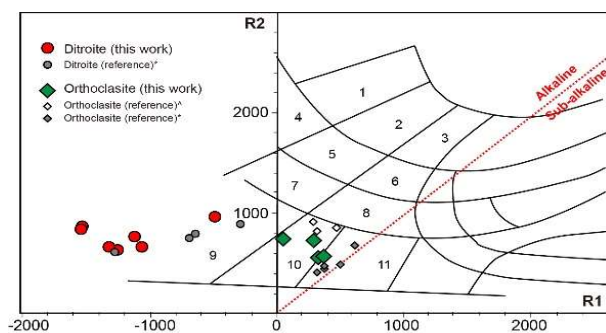 R2
Ditroite (this work)
Ditroite (reference)*
Orthoclasite (this work)
Orthoclasite (reference)^
Orthoclasite (reference)*
Alkaline
Sub-alkaline
2000
1000
1
2
3
4
5
6
7
8
9
10
11
R1
-2000
-1000
0
1000
2000